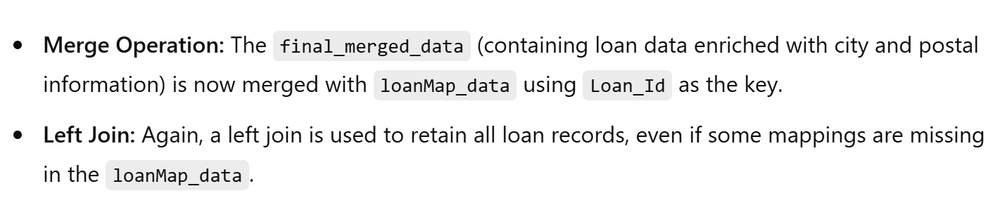 • Merge Operation: The final_merged_data (containing loan data enriched with city and postal
information) is now merged with loanMap_data using Loan_Id as the key.
• Left Join: Again, a left join is used to retain all loan records, even if some mappings are missing
in the loanMap_data.